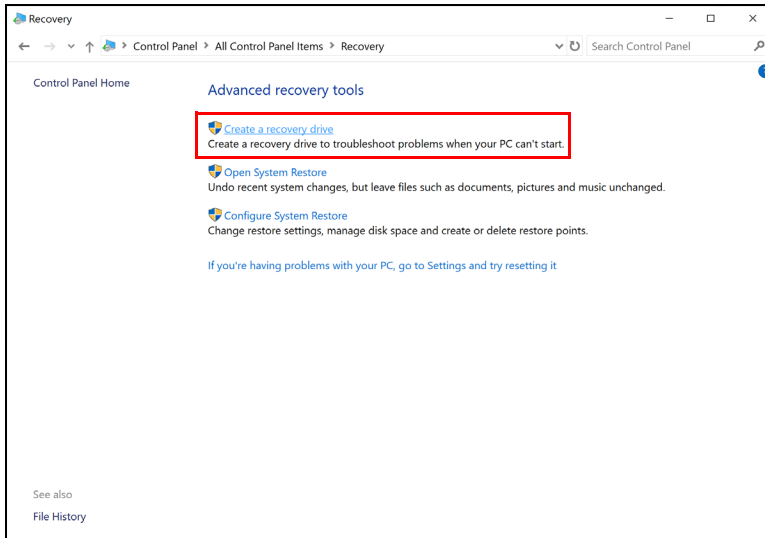 Recovery
Control Panel > All Control Panel Items > Recovery
Search Control Panel
Control Panel Home
Advanced recovery tools
Create a recovery drive
Create a recovery drive to troubleshoot problems when your PC can't start.
Open System Restore
Undo recent system changes, but leave files such as documents, pictures and music unchanged.
Configure System Restore
Change restore settings, manage disk space and create or delete restore points.
If you're having problems with your PC, go to Settings and try resetting it
See also
File History